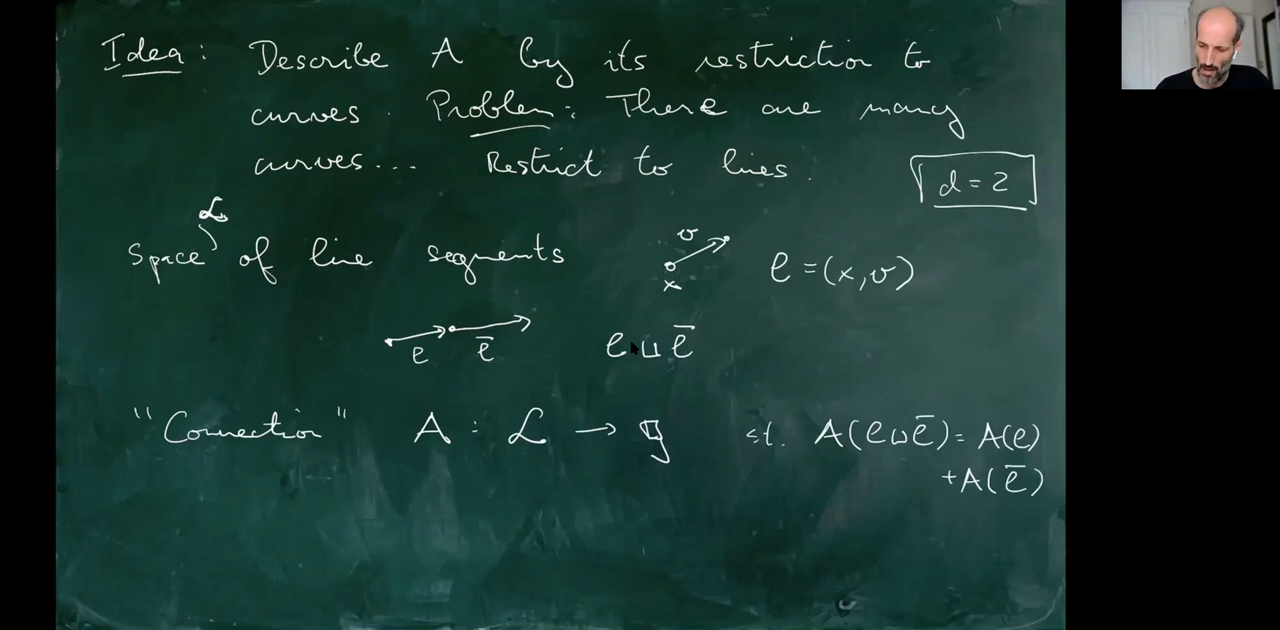 Idea: Describe A by its restriction to
curves. Problem: There are many
curves... Restrict to lines.
d = 2
𝓛
Space of line segments
v
x
ℓ = (x, v)
ℓ ℓ̄
ℓ ⊔ ℓ̄
"Connection" A : 𝓛 → 𝔤 s.t. A(ℓ ⊔ ℓ̄) = A(ℓ)
+ A(ℓ̄)